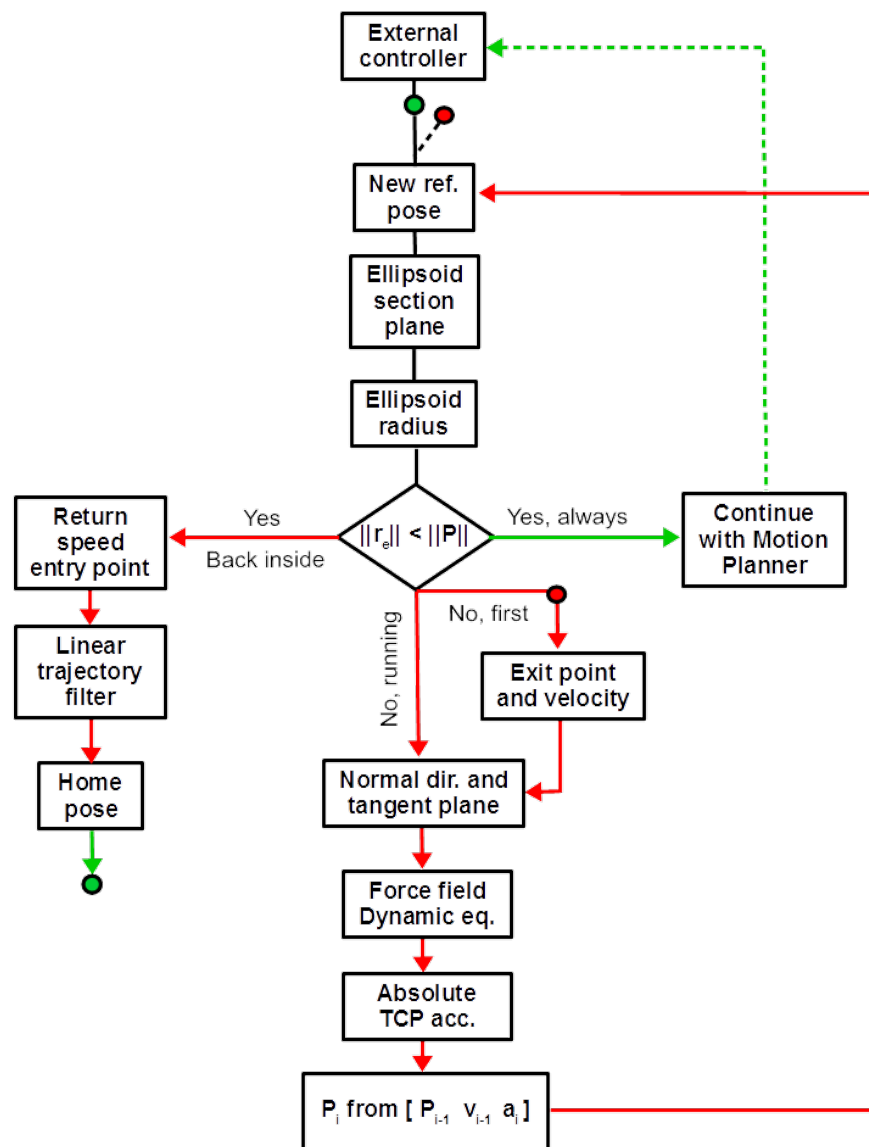 External
controller
New ref.
pose
Ellipsoid
section
plane
Ellipsoid
radius
||rₑ|| < ||P||
Yes
Back inside
Yes, always
Return
speed
entry point
Continue
with Motion
Planner
No, running
No, first
Linear
trajectory
filter
Exit point
and velocity
Home
pose
Normal dir. and
tangent plane
Force field
Dynamic eq.
Absolute
TCP acc.
Pᵢ from [ Pᵢ₋₁ vᵢ₋₁ aᵢ ]